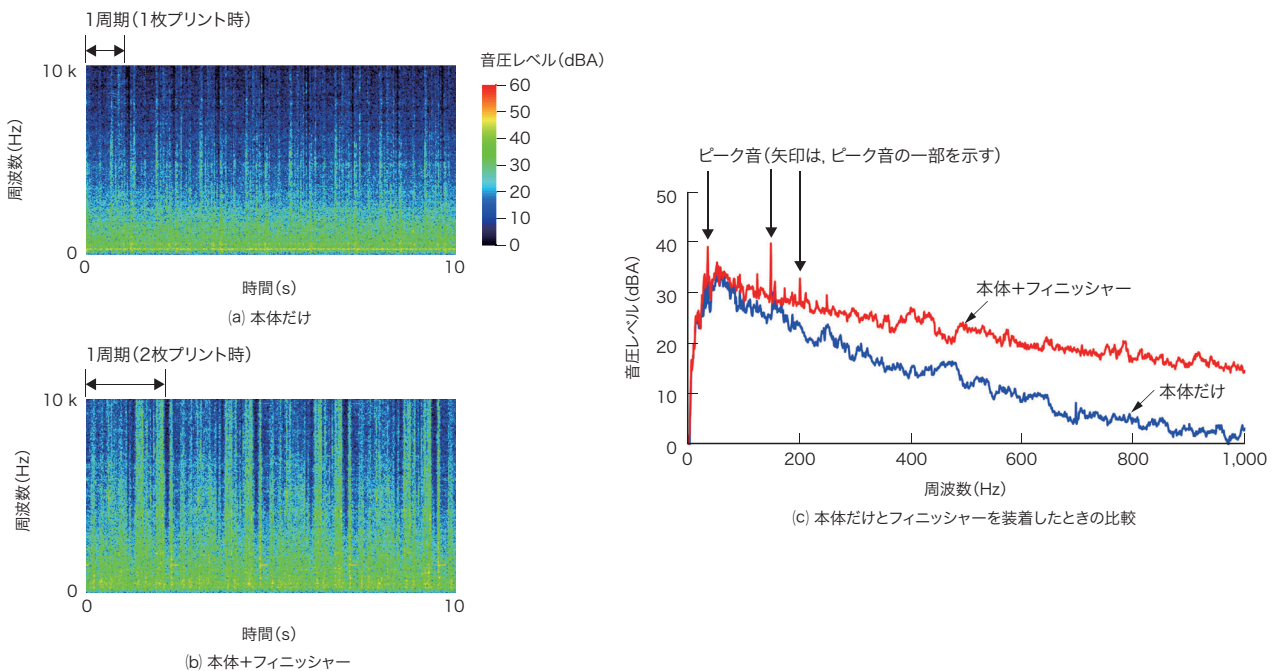 1周期（1枚プリント時）
10 k
周波数（Hz）
0
0
10
時間（s）
(a) 本体だけ
音圧レベル（dBA）
60
50
40
30
20
10
0
1周期（2枚プリント時）
10 k
周波数（Hz）
0
0
10
時間（s）
(b) 本体＋フィニッシャー
ピーク音（矢印は，ピーク音の一部を示す）
50
40
30
20
10
0
音圧レベル（dBA）
本体＋フィニッシャー
本体だけ
0
200
400
600
800
1,000
周波数（Hz）
(c) 本体だけとフィニッシャーを装着したときの比較